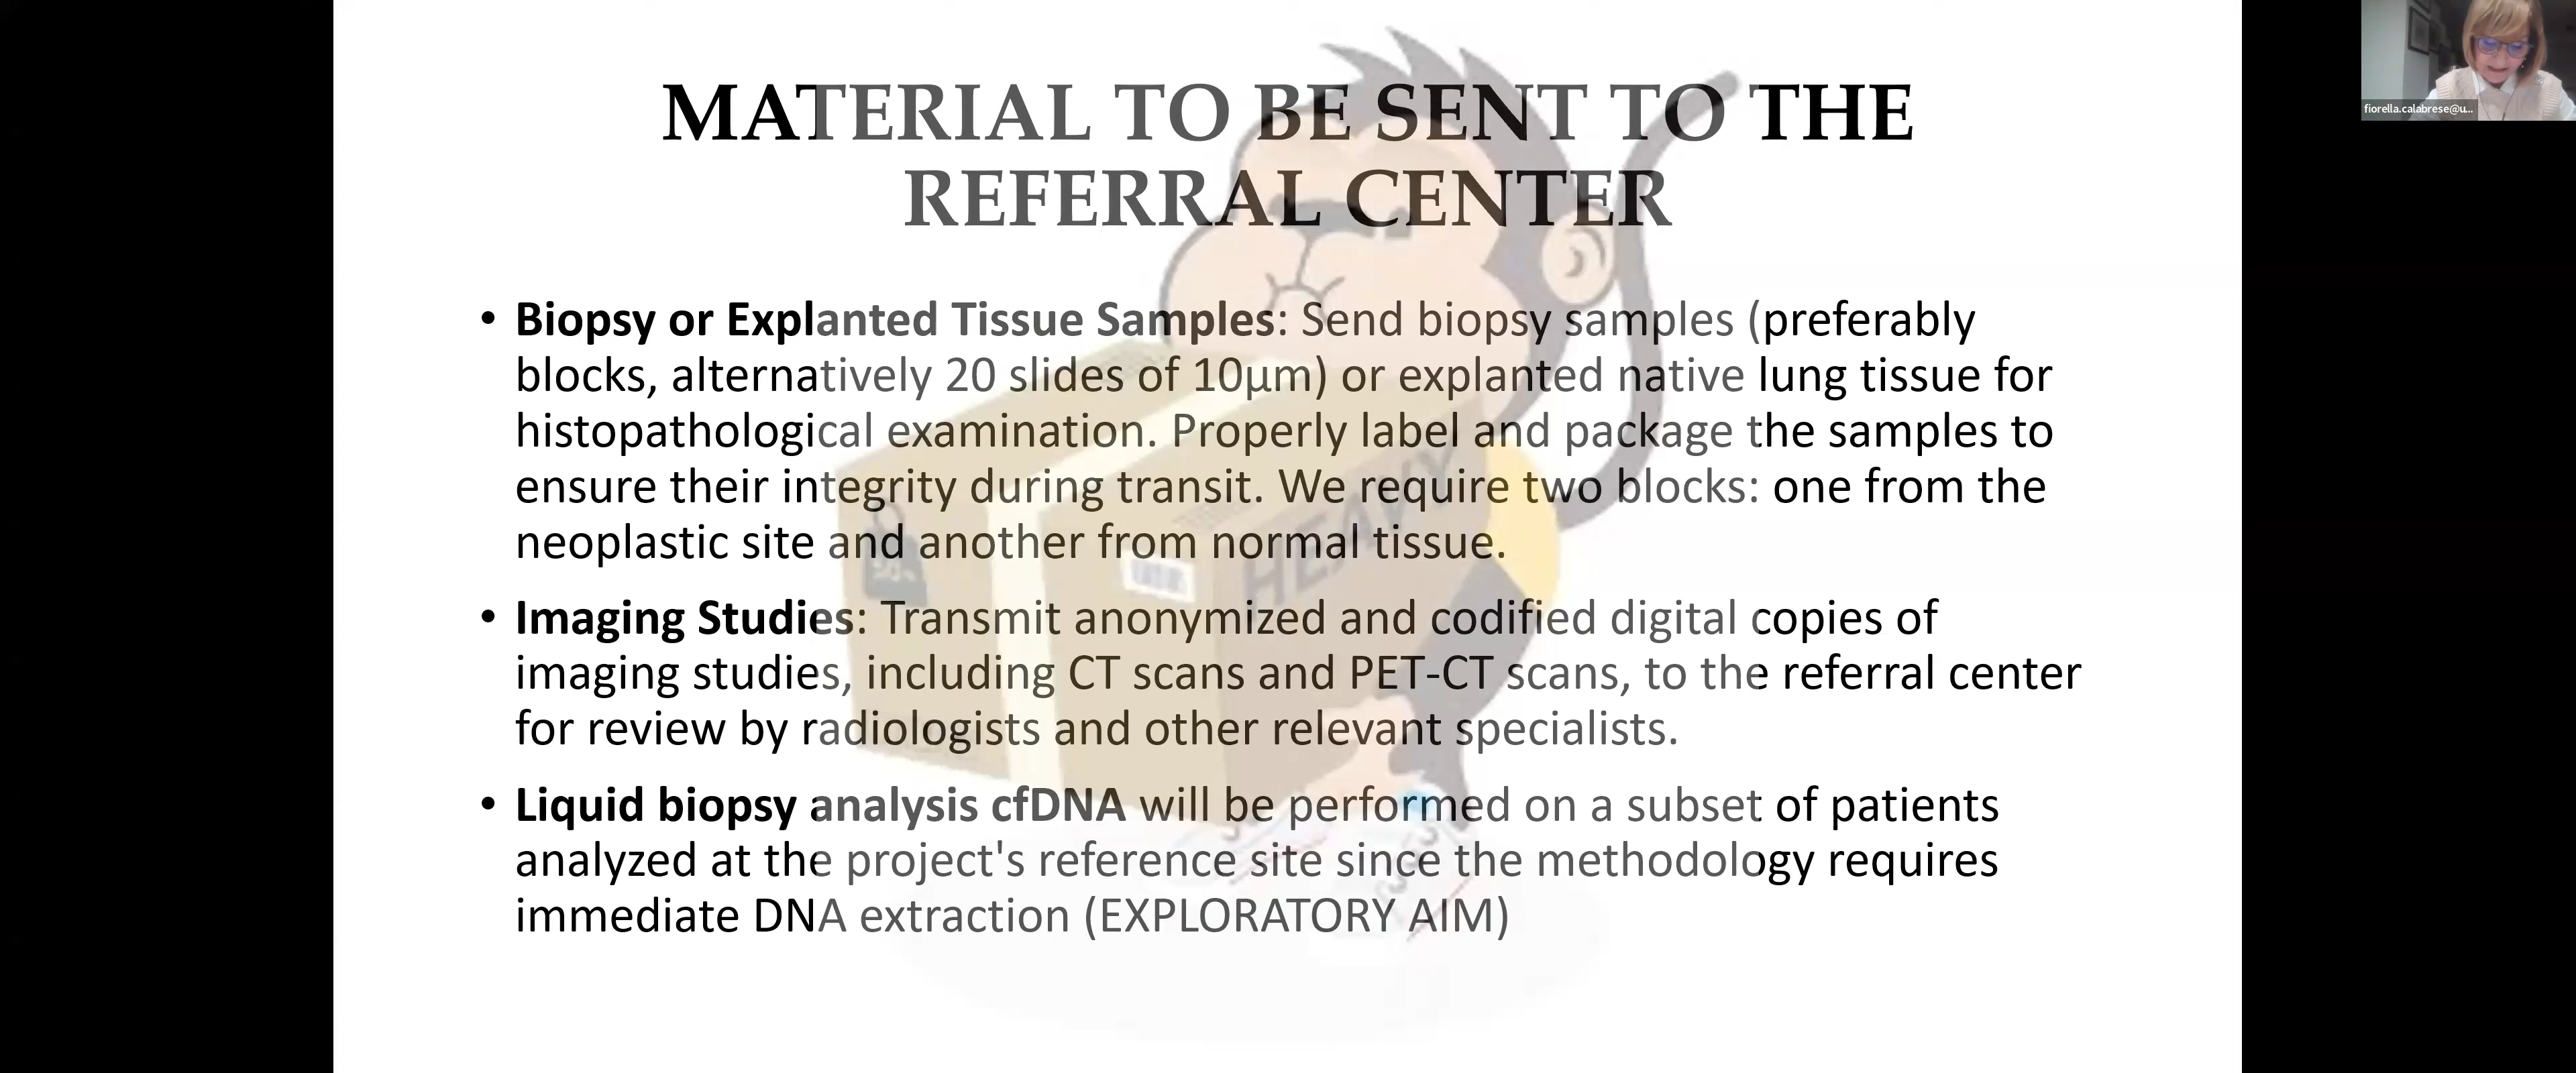 MATERIAL TO BE SENT TO THE
REFERRAL CENTER
• Biopsy or Explanted Tissue Samples: Send biopsy samples (preferably
blocks, alternatively 20 slides of 10µm) or explanted native lung tissue for
histopathological examination. Properly label and package the samples to
ensure their integrity during transit. We require two blocks: one from the
neoplastic site and another from normal tissue.
• Imaging Studies: Transmit anonymized and codified digital copies of
imaging studies, including CT scans and PET-CT scans, to the referral center
for review by radiologists and other relevant specialists.
• Liquid biopsy analysis cfDNA will be performed on a subset of patients
analyzed at the project's reference site since the methodology requires
immediate DNA extraction (EXPLORATORY AIM)
HEAVY
fiorella.calabrese@u...